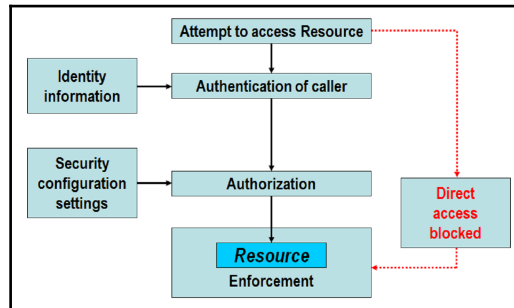 Attempt to access Resource
Identity
information
Authentication of caller
Security
configuration
settings
Authorization
Direct
access
blocked
Resource
Enforcement